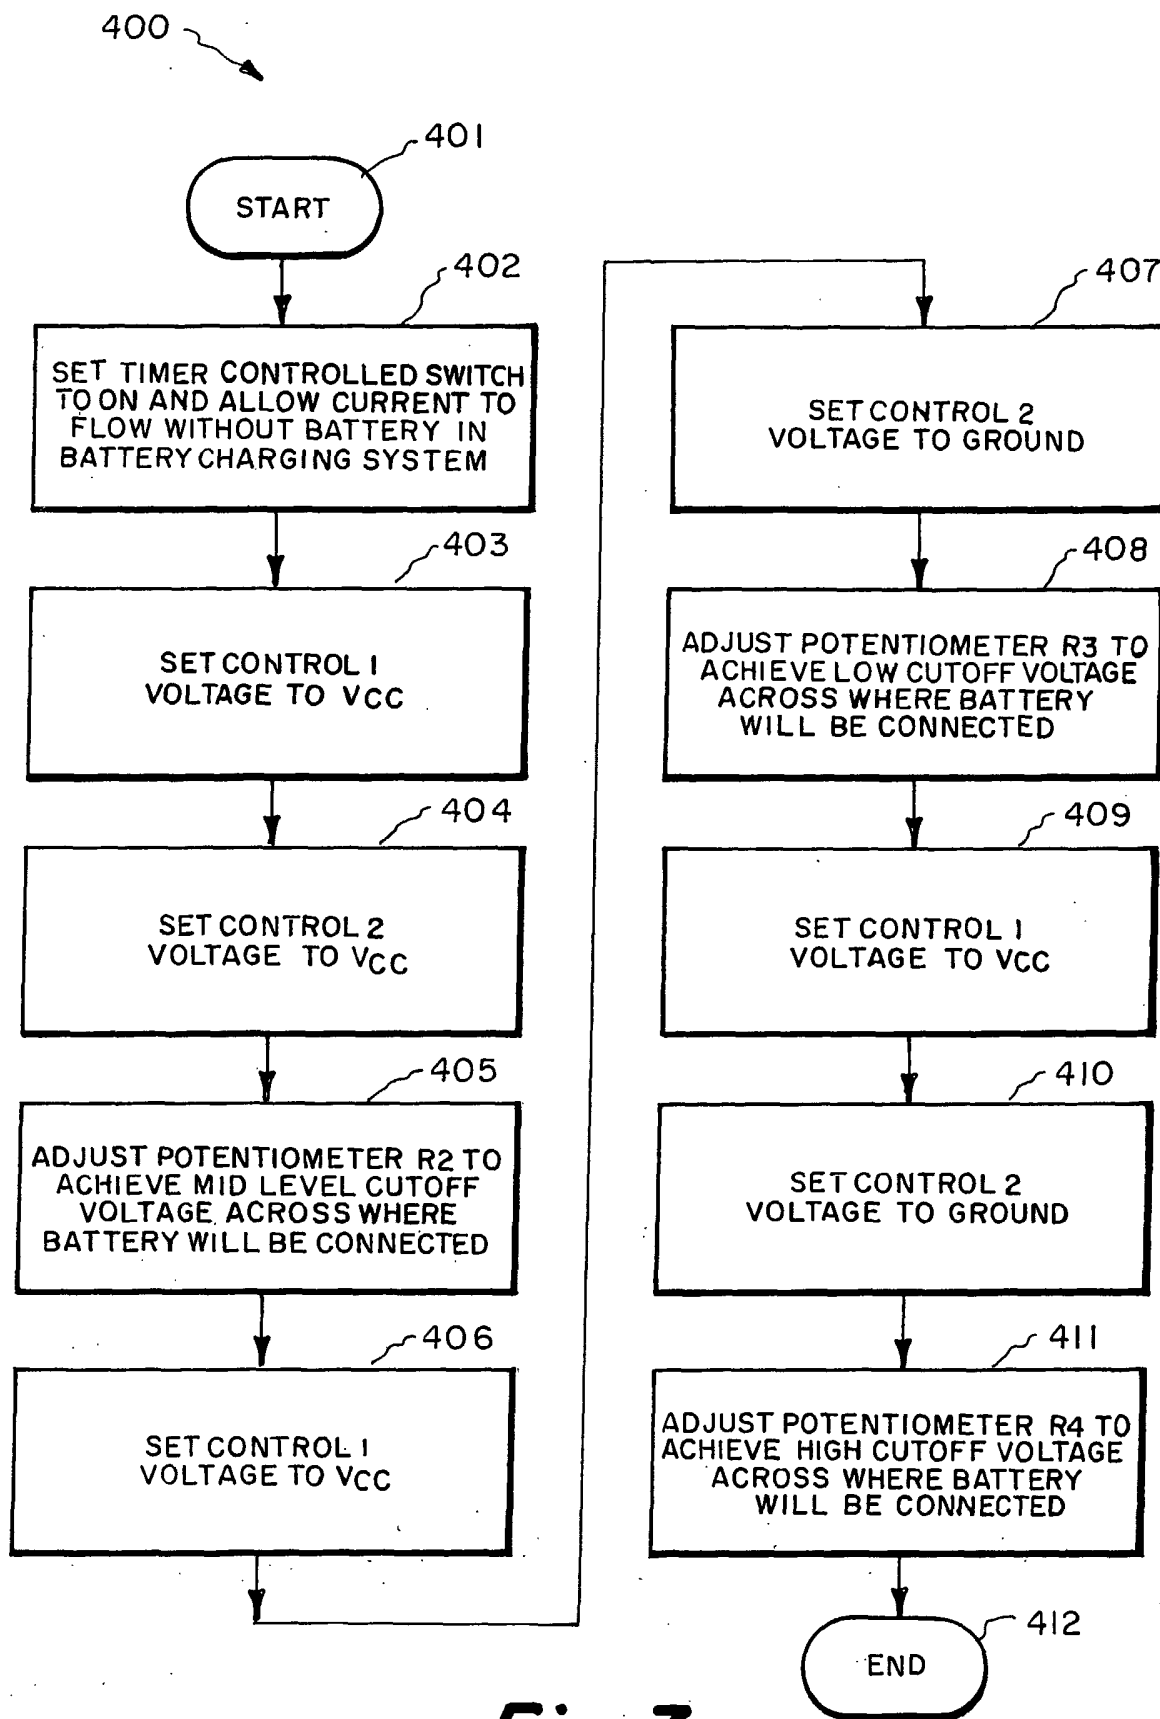 400
401
START
402
SET TIMER CONTROLLED SWITCH
TO ON AND ALLOW CURRENT TO
FLOW WITHOUT BATTERY IN
BATTERY CHARGING SYSTEM
403
SET CONTROL 1
VOLTAGE TO VCC
404
SET CONTROL 2
VOLTAGE TO VCC
405
ADJUST POTENTIOMETER R2 TO
ACHIEVE MID LEVEL CUTOFF
VOLTAGE ACROSS WHERE
BATTERY WILL BE CONNECTED
406
SET CONTROL 1
VOLTAGE TO VCC
407
SET CONTROL 2
VOLTAGE TO GROUND
408
ADJUST POTENTIOMETER R3 TO
ACHIEVE LOW CUTOFF VOLTAGE
ACROSS WHERE BATTERY
WILL BE CONNECTED
409
SET CONTROL 1
VOLTAGE TO VCC
410
SET CONTROL 2
VOLTAGE TO GROUND
411
ADJUST POTENTIOMETER R4 TO
ACHIEVE HIGH CUTOFF VOLTAGE
ACROSS WHERE BATTERY
WILL BE CONNECTED
412
END